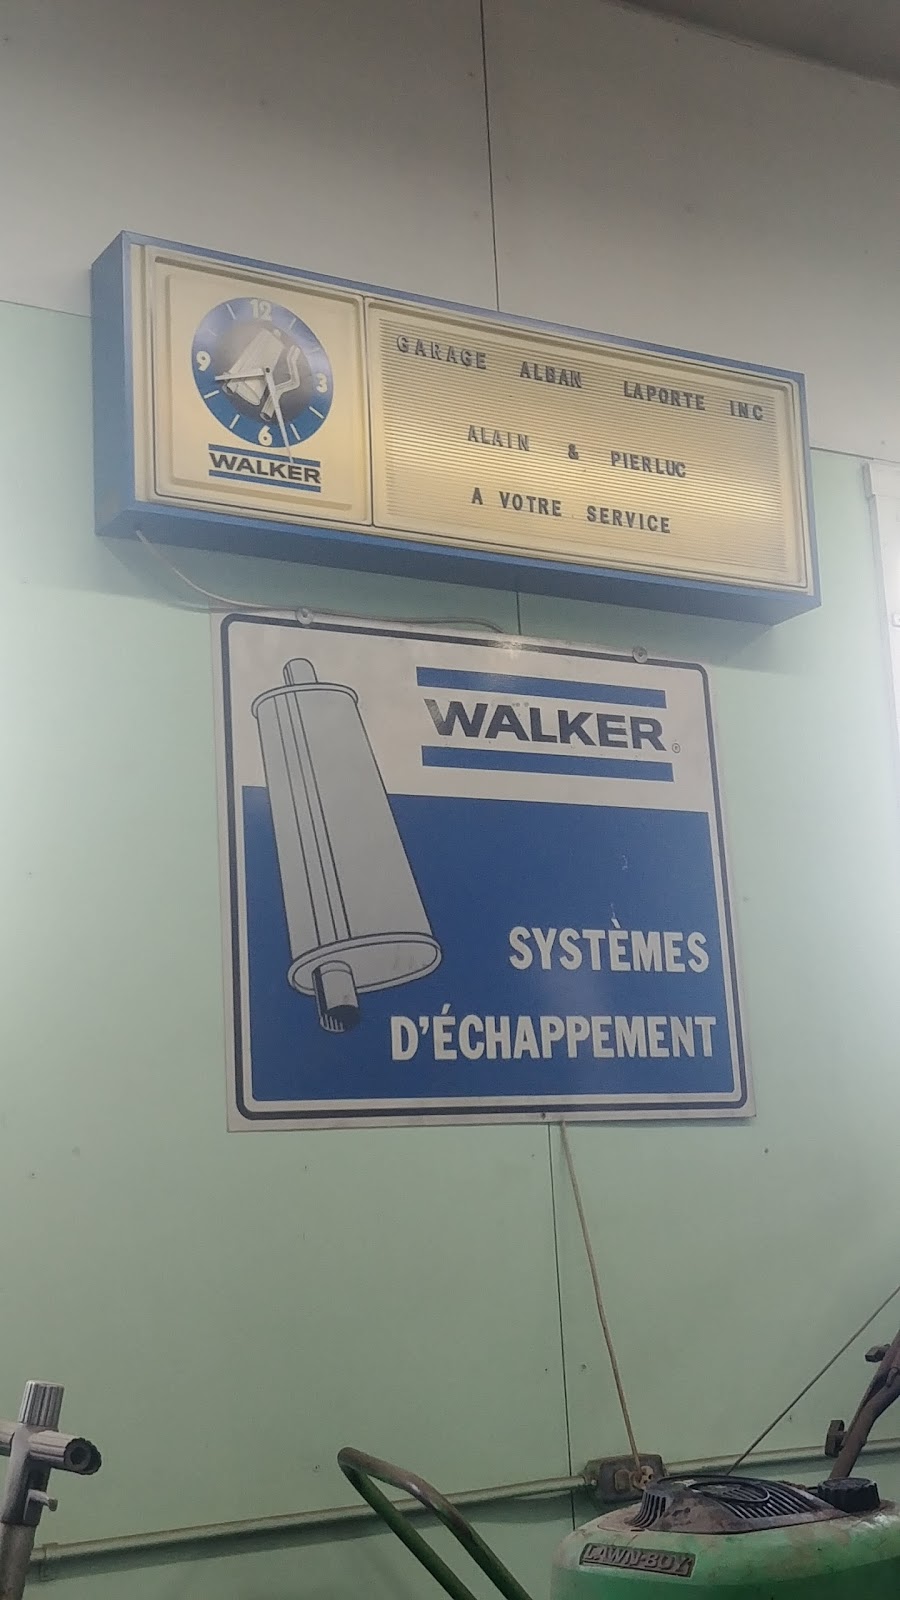 12
9
3
6
WALKER
GARAGE ALBAN LAPORTE INC
ALAIN & PIERLUC
A VOTRE SERVICE
WALKER ®
SYSTÈMES
D'ÉCHAPPEMENT
LAWN-BOY